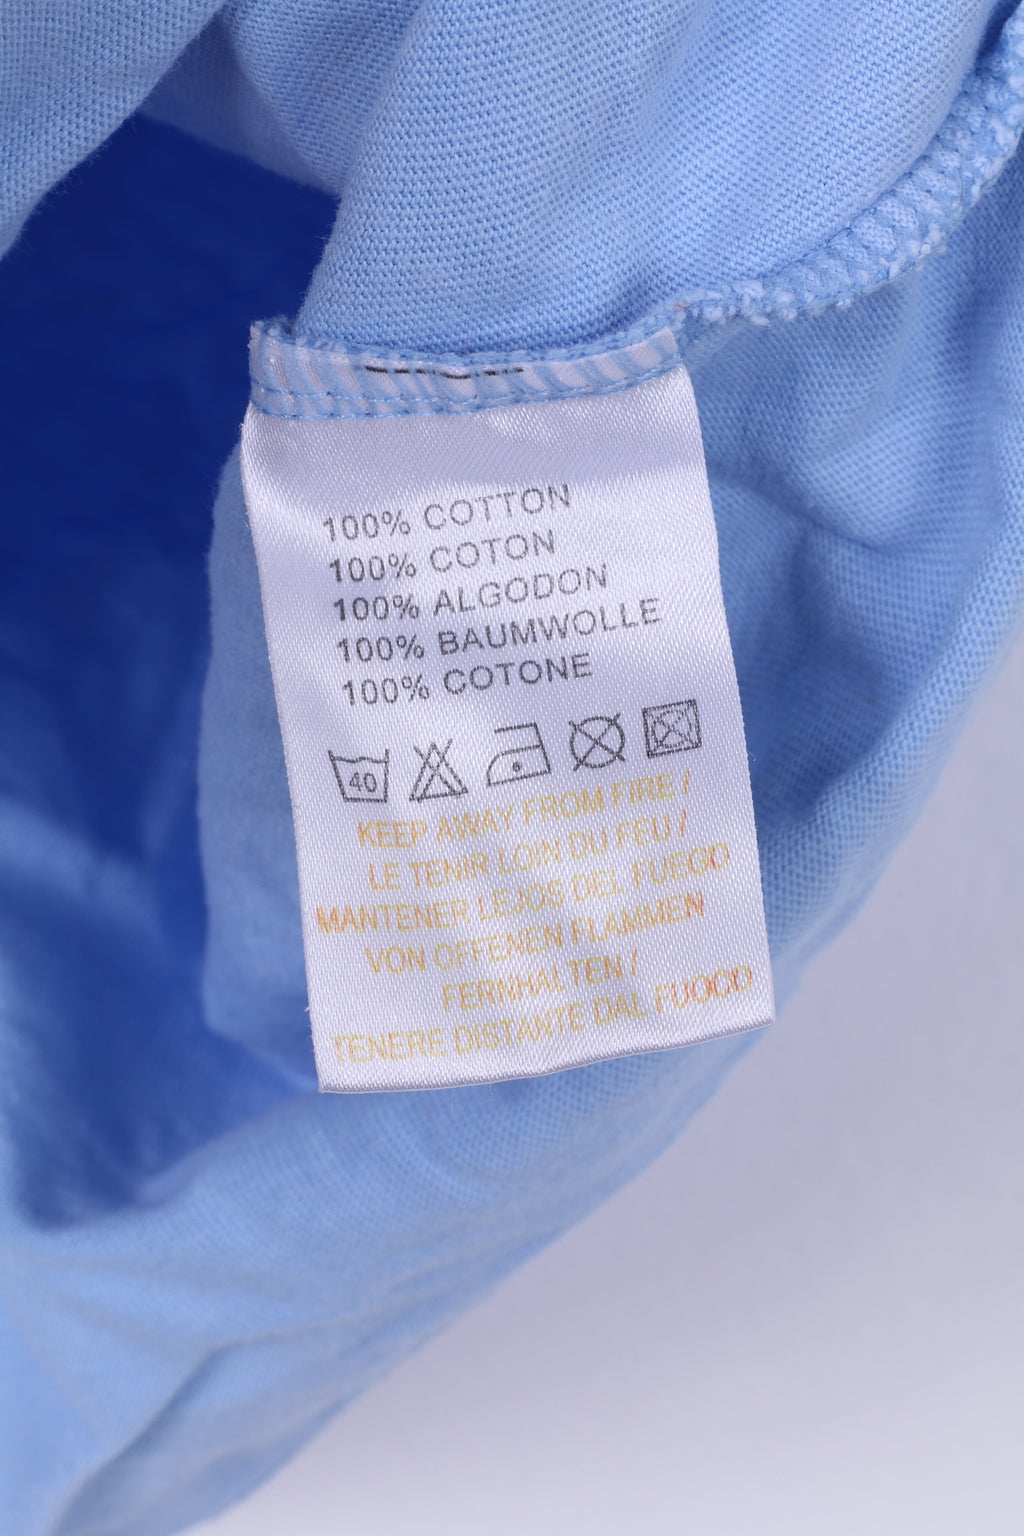 100% COTTON
100% COTON
100% ALGODON
100% BAUMWOLLE
100% COTONE
40
KEEP AWAY FROM FIRE /
LE TENIR LOIN DU FEU /
MANTENER LEJOS DEL FUEGO
VON OFFENEN FLAMMEN
FERNHALTEN /
TENERE DISTANTE DAL FUOCO